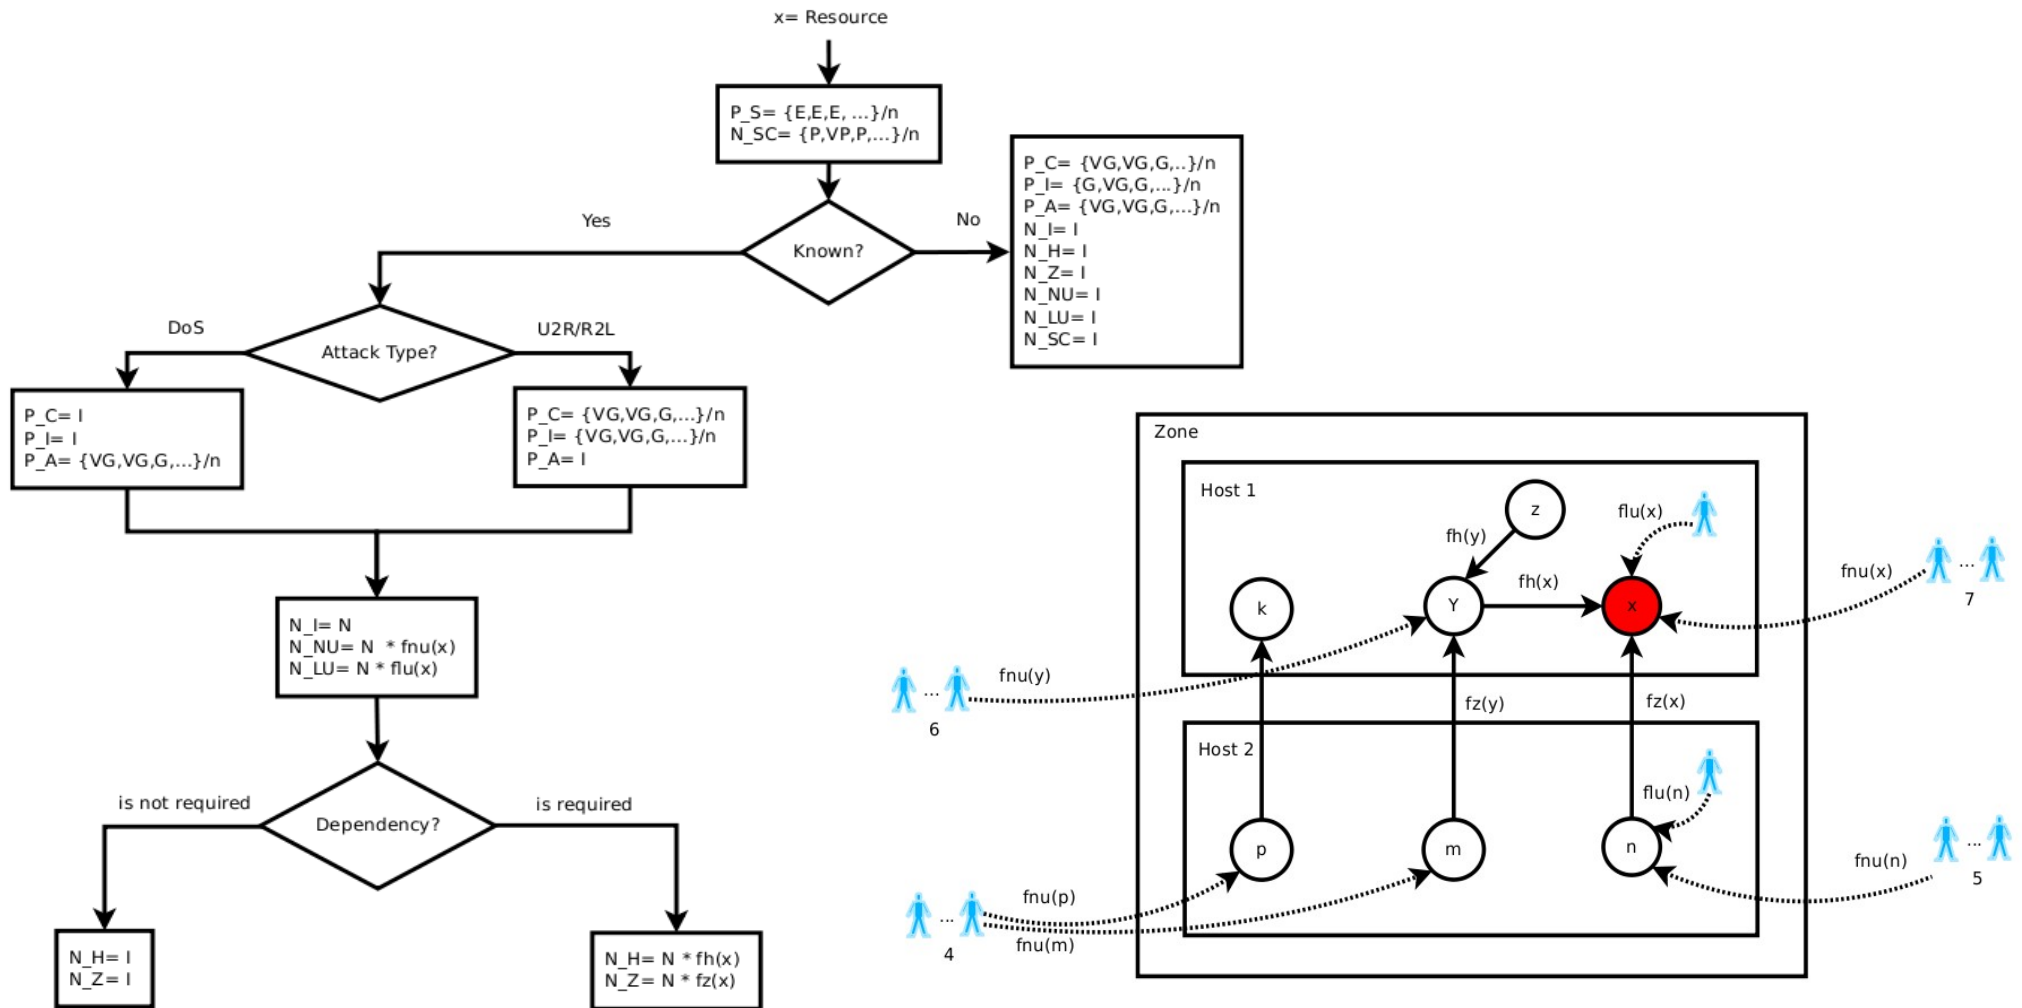 x= Resource
P_S= {E,E,E, ...}/n
N_SC= {P,VP,P,...}/n
Known?
Yes
No
P_C= {VG,VG,G,..}/n
P_I= {G,VG,G,...}/n
P_A= {VG,VG,G,...}/n
N_I= I
N_H= I
N_Z= I
N_NU= I
N_LU= I
N_SC= I
Attack Type?
DoS
U2R/R2L
P_C= I
P_I= I
P_A= {VG,VG,G,...}/n
P_C= {VG,VG,G,...}/n
P_I= {VG,VG,G,...}/n
P_A= I
N_I= N
N_NU= N * fnu(x)
N_LU= N * flu(x)
Dependency?
is not required
is required
N_H= I
N_Z= I
N_H= N * fh(x)
N_Z= N * fz(x)
Zone
Host 1
z
flu(x)
fh(y)
fh(x)
k
Y
x
fnu(x)
...
7
fnu(y)
...
6
fz(y)
fz(x)
Host 2
flu(n)
p
m
n
fnu(n)
...
5
fnu(p)
...
fnu(m)
4